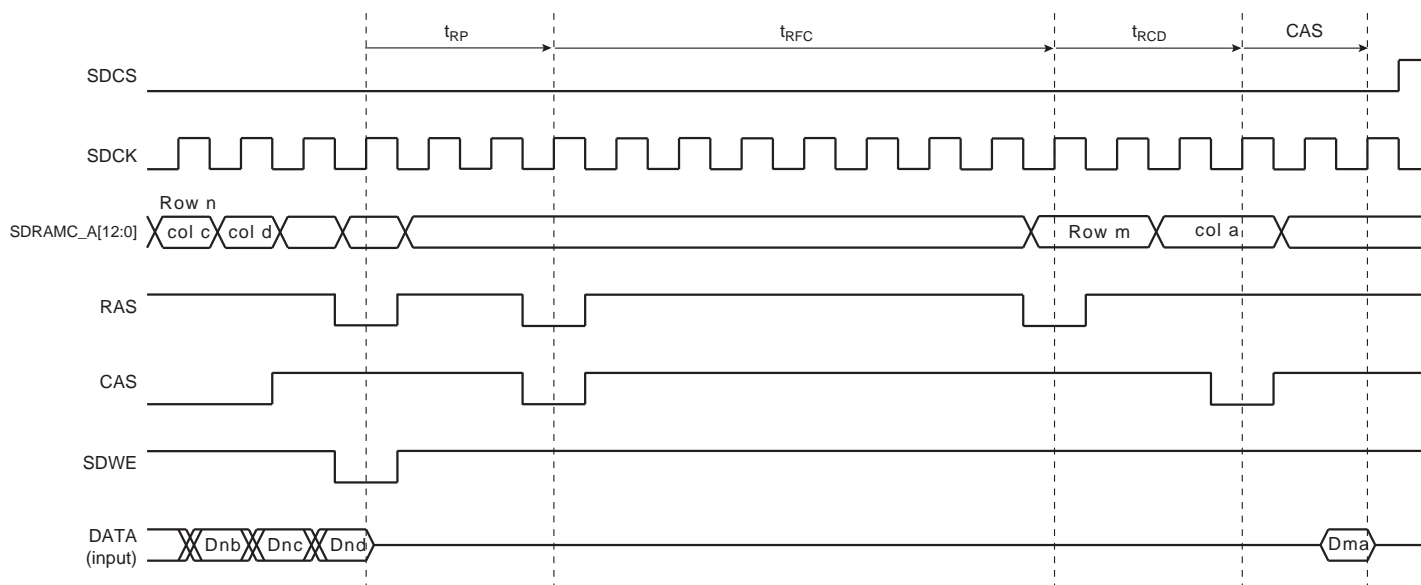 tRP tRFC tRCD CAS
SDCS
SDCK
Row n
SDRAMC_A[12:0] col c col d Row m col a
RAS
CAS
SDWE
DATA
(input) Dnb Dnc Dnd Dma